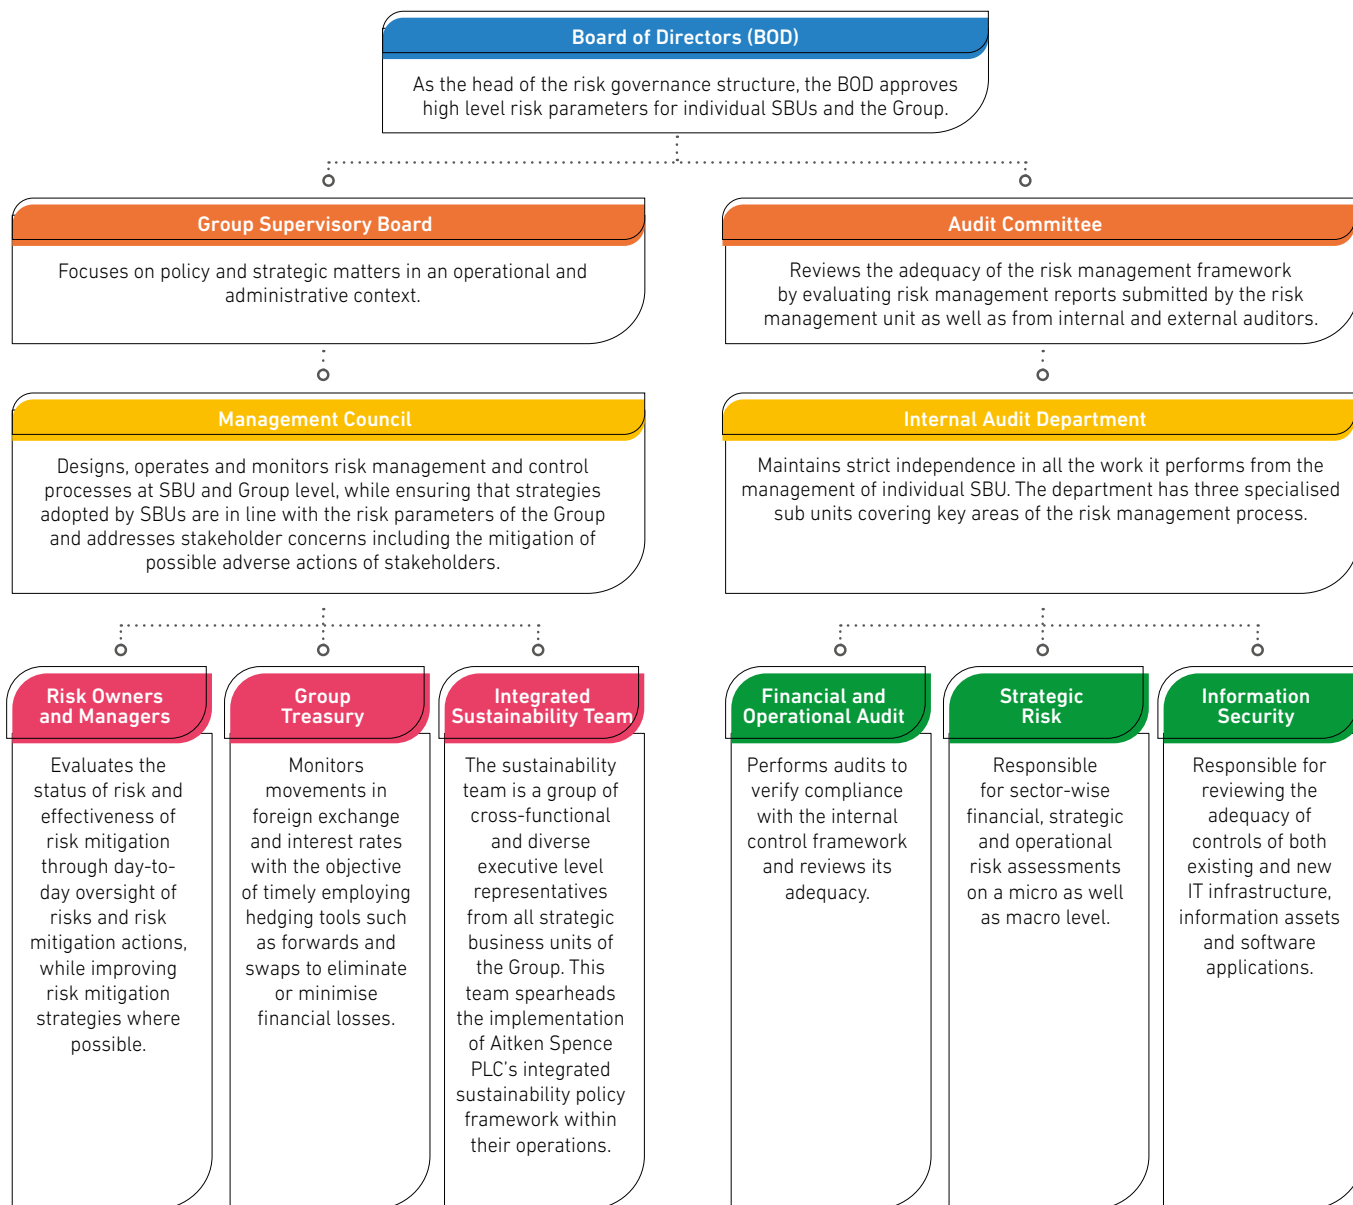 Board of Directors (BOD)
As the head of the risk governance structure, the BOD approves
high level risk parameters for individual SBUs and the Group.
Group Supervisory Board
Focuses on policy and strategic matters in an operational and
administrative context.
Audit Committee
Reviews the adequacy of the risk management framework
by evaluating risk management reports submitted by the risk
management unit as well as from internal and external auditors.
Management Council
Designs, operates and monitors risk management and control
processes at SBU and Group level, while ensuring that strategies
adopted by SBUs are in line with the risk parameters of the Group
and addresses stakeholder concerns including the mitigation of
possible adverse actions of stakeholders.
Internal Audit Department
Maintains strict independence in all the work it performs from the
management of individual SBU. The department has three specialised
sub units covering key areas of the risk management process.
Risk Owners
and Managers
Evaluates the
status of risk and
effectiveness of
risk mitigation
through day-to-
day oversight of
risks and risk
mitigation actions,
while improving
risk mitigation
strategies where
possible.
Group
Treasury
Monitors
movements in
foreign exchange
and interest rates
with the objective
of timely employing
hedging tools such
as forwards and
swaps to eliminate
or minimise
financial losses.
Integrated
Sustainability Team
The sustainability
team is a group of
cross-functional
and diverse
executive level
representatives
from all strategic
business units of
the Group. This
team spearheads
the implementation
of Aitken Spence
PLC's integrated
sustainability policy
framework within
their operations.
Financial and
Operational Audit
Performs audits to
verify compliance
with the internal
control framework
and reviews its
adequacy.
Strategic
Risk
Responsible
for sector-wise
financial, strategic
and operational
risk assessments
on a micro as well
as macro level.
Information
Security
Responsible for
reviewing the
adequacy of
controls of both
existing and new
IT infrastructure,
information assets
and software
applications.